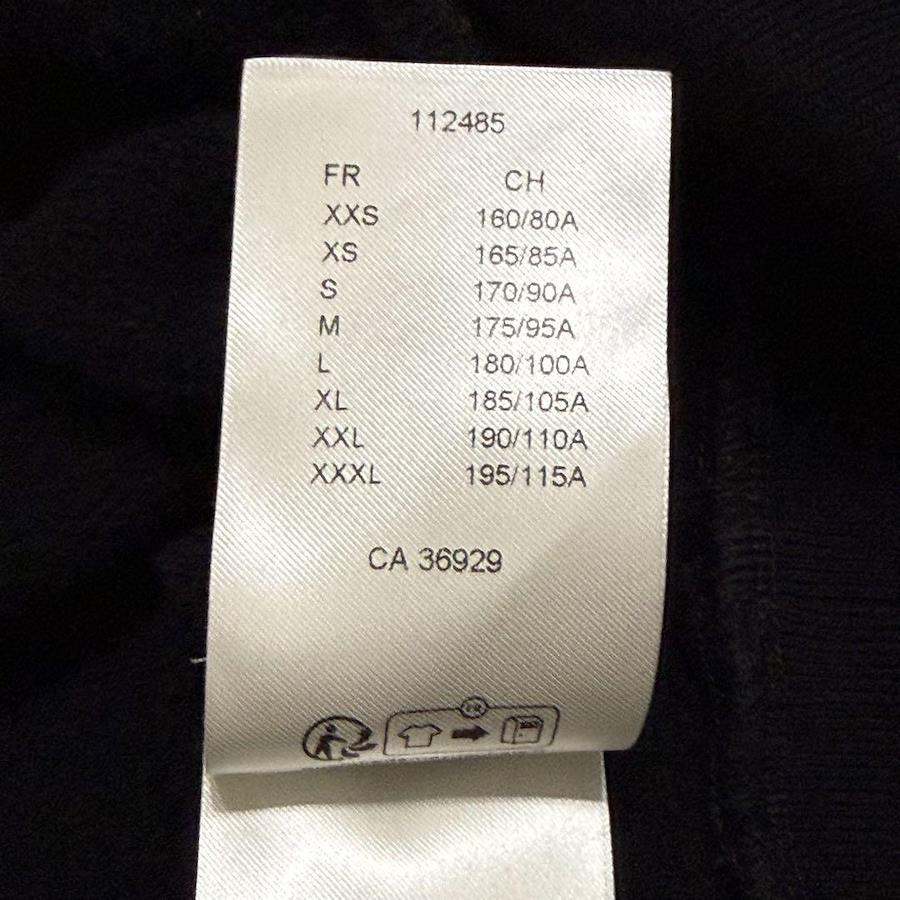 112485
FR CH
XXS 160/80A
XS 165/85A
S 170/90A
M 175/95A
L 180/100A
XL 185/105A
XXL 190/110A
XXXL 195/115A
CA 36929
FR